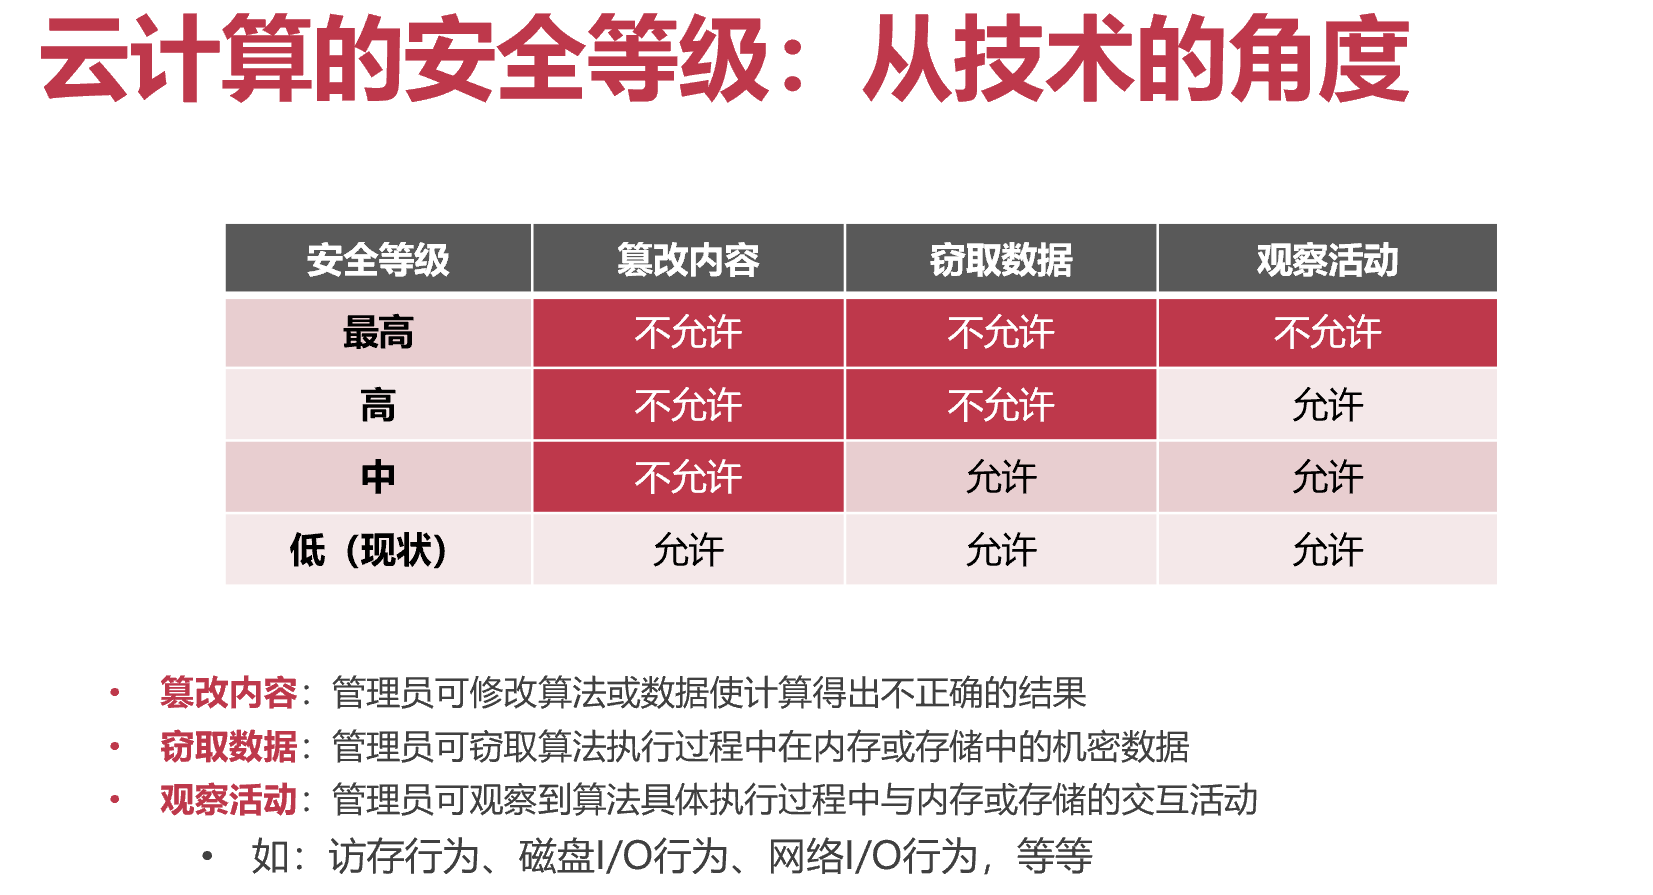 云计算的安全等级：从技术的角度
安全等级 篡改内容 窃取数据 观察活动
最高 不允许 不允许 不允许
高 不允许 不允许 允许
中 不允许 允许 允许
低（现状） 允许 允许 允许
• 篡改内容：管理员可修改算法或数据使计算得出不正确的结果
• 窃取数据：管理员可窃取算法执行过程中在内存或存储中的机密数据
• 观察活动：管理员可观察到算法具体执行过程中与内存或存储的交互活动
• 如：访存行为、磁盘I/O行为、网络I/O行为，等等